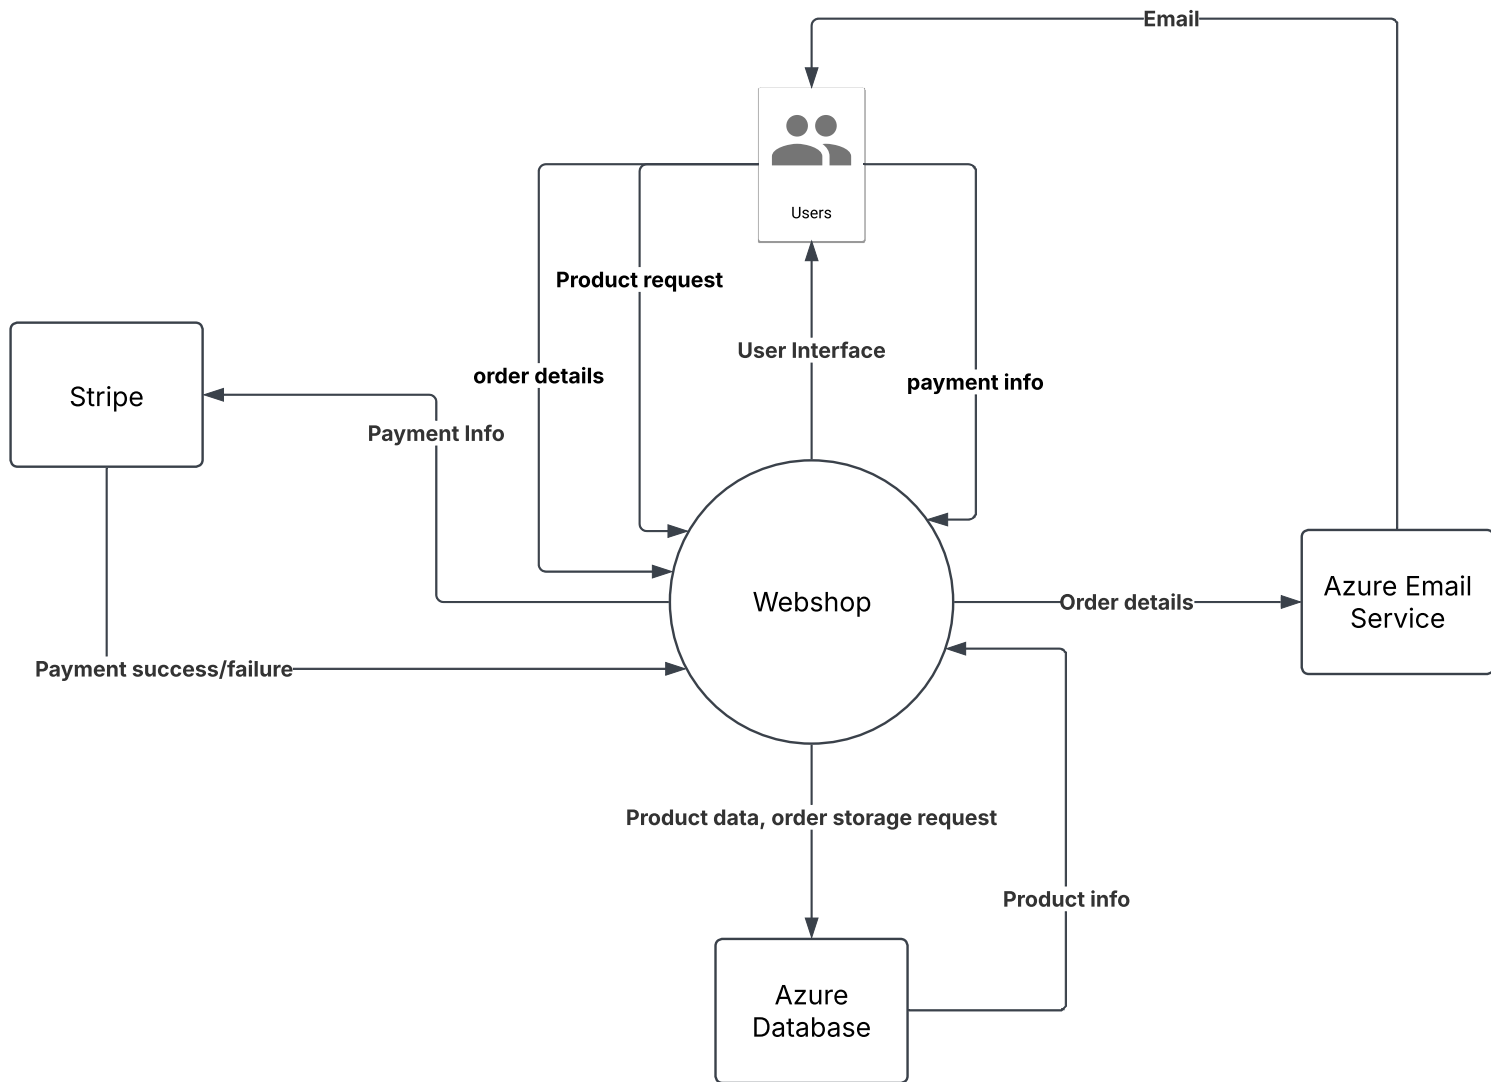 Email
Users
Product request
User Interface
order details
payment info
Stripe
Payment Info
Webshop
Order details
Azure Email
Service
Payment success/failure
Product data, order storage request
Product info
Azure
Database